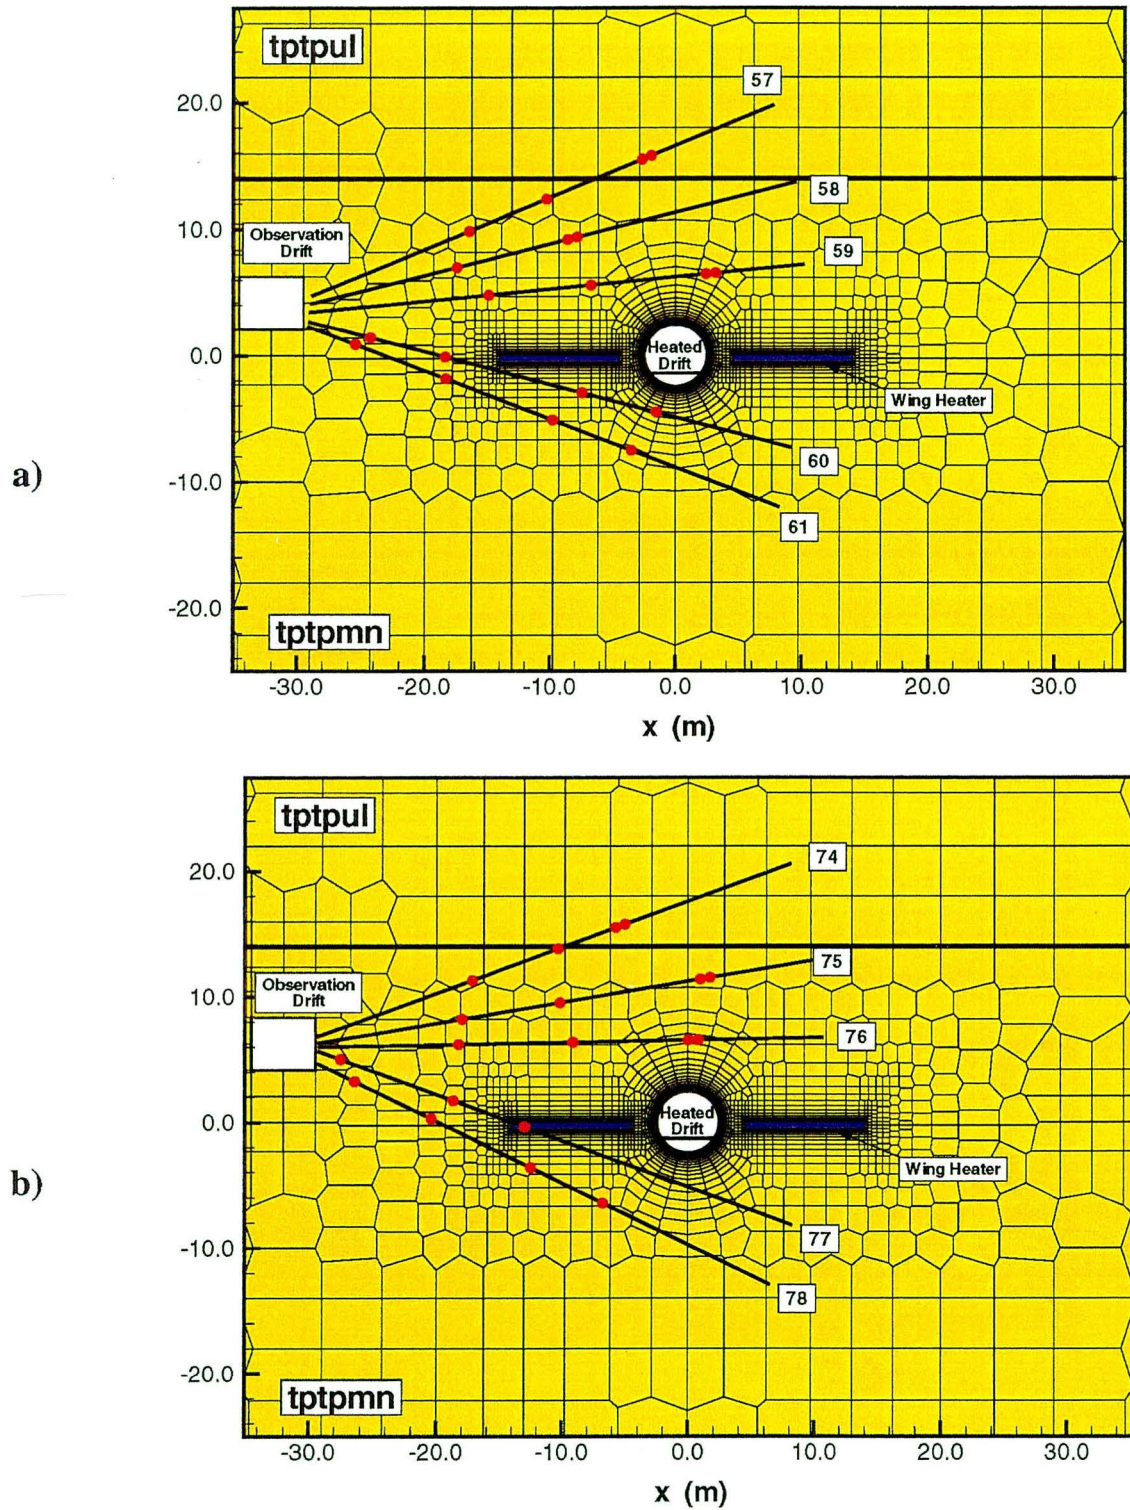 tptpul
57
20.0
58
10.0
Observation
Drift
59
0.0
Heated
Drift
Wing Heater
a)
-10.0
60
61
-20.0
tptpmn
-30.0 -20.0 -10.0 0.0 10.0 20.0 30.0
x (m)
tptpul
74
20.0
75
10.0
Observation
Drift
76
0.0
Heated
Drift
Wing Heater
b)
-10.0
77
78
-20.0
tptpmn
-30.0 -20.0 -10.0 0.0 10.0 20.0 30.0
x (m)